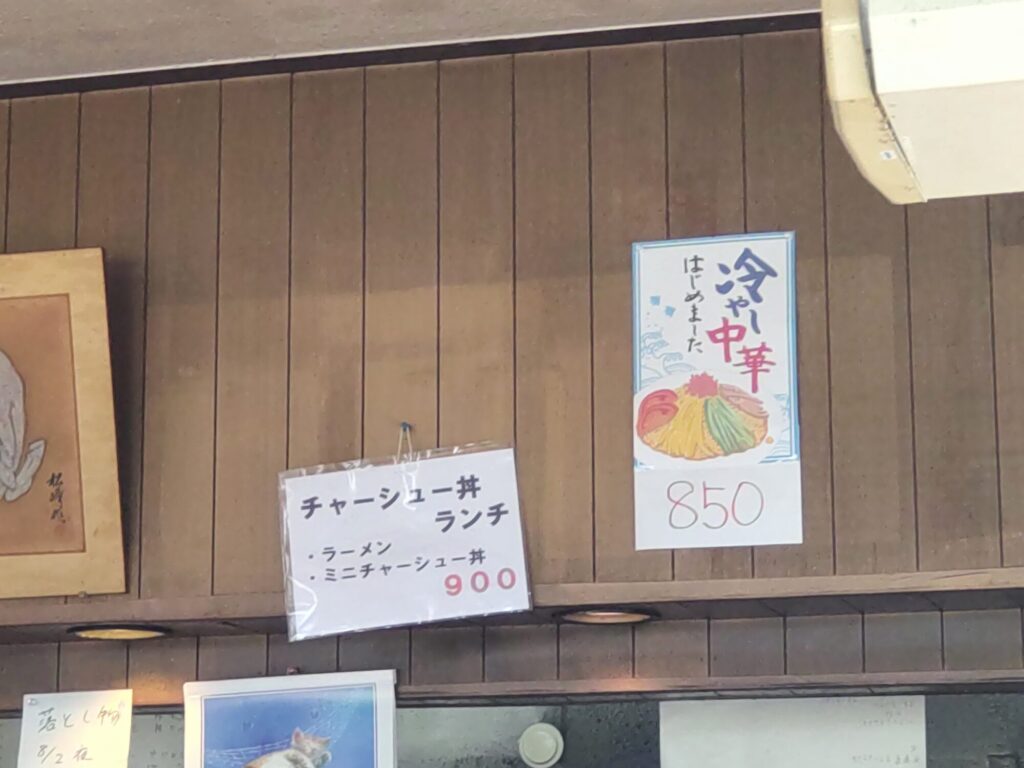 冷やし中華
はじめました
850
チャーシュー丼
ランチ
・ラーメン
・ミニチャーシュー丼
900
落とし物
8/2 夜